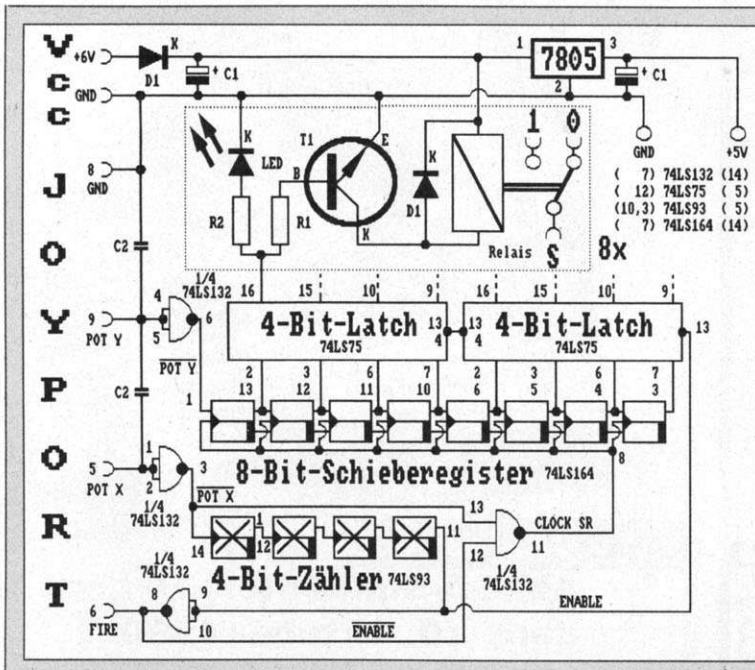 Vcc JOYPORT
+6V
K
D1
C1
1
7805
3
2
C1
GND
GND
+5V
8
GND
LED
K
T1
E
B
K
R2
R1
K
D1
1 0
S
Relais
8x
( 7) 74LS132 (14)
( 12) 74LS75 ( 5)
(10,3) 74LS93 ( 5)
( 7) 74LS164 (14)
C2
1/4
74LS132
4
5
6
9
POT Y
POT Y
16 15 10 9 16 15 10 9
4-Bit-Latch
74LS75
13
4
13
4
4-Bit-Latch
74LS75
13
2 3 6 7 2 3 6 7
1
13 12 11 10 6 5 4 3
C2
8-Bit-Schieberegister 74LS164
8
5
POT X
1
2
3
1/4
74LS132
POT X
14
1
12
11
4-Bit-Zähler 74LS93
13
12
11
CLOCK SR
1/4
74LS132
1/4
74LS132
8
9
10
6
FIRE
ENABLE
ENABLE